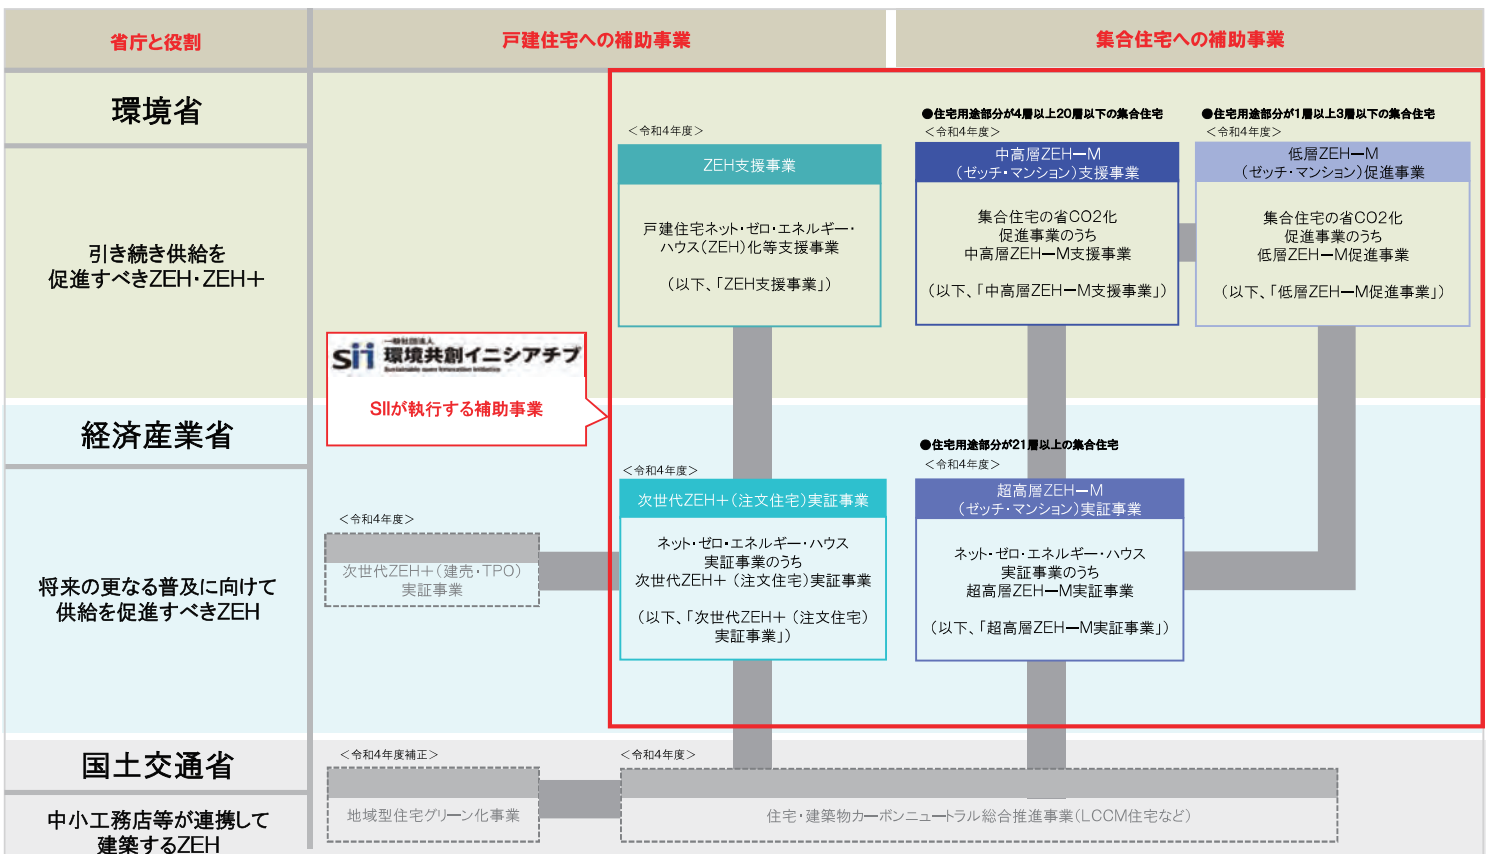 省庁と役割
戸建住宅への補助事業
集合住宅への補助事業
環境省
引き続き供給を
促進すべきZEH・ZEH＋
＜令和4年度＞
ZEH支援事業
戸建住宅ネット・ゼロ・エネルギー・
ハウス(ZEH)化等支援事業
(以下、「ZEH支援事業」)
●住宅用途部分が4層以上20層以下の集合住宅
＜令和4年度＞
中高層ZEHーM
(ゼッチ・マンション)支援事業
集合住宅の省CO2化
促進事業のうち
中高層ZEHーM支援事業
(以下、「中高層ZEHーM支援事業」)
●住宅用途部分が1層以上3層以下の集合住宅
＜令和4年度＞
低層ZEHーM
(ゼッチ・マンション)促進事業
集合住宅の省CO2化
促進事業のうち
低層ZEHーM促進事業
(以下、「低層ZEHーM促進事業」)
sii 一般社団法人
環境共創イニシアチブ
Sustainable open Innovation Initiative
SIIが執行する補助事業
経済産業省
将来の更なる普及に向けて
供給を促進すべきZEH
＜令和4年度＞
次世代ZEH＋(建売・TPO)
実証事業
＜令和4年度＞
次世代ZEH＋(注文住宅)実証事業
ネット・ゼロ・エネルギー・ハウス
実証事業のうち
次世代ZEH＋(注文住宅)実証事業
(以下、「次世代ZEH＋(注文住宅)
実証事業」)
●住宅用途部分が21層以上の集合住宅
＜令和4年度＞
超高層ZEHーM
(ゼッチ・マンション)実証事業
ネット・ゼロ・エネルギー・ハウス
実証事業のうち
超高層ZEHーM実証事業
(以下、「超高層ZEHーM実証事業」)
国土交通省
中小工務店等が連携して
建築するZEH
＜令和4年度補正＞
地域型住宅グリーン化事業
＜令和4年度＞
住宅・建築物カーボンニュートラル総合推進事業(LCCM住宅など)